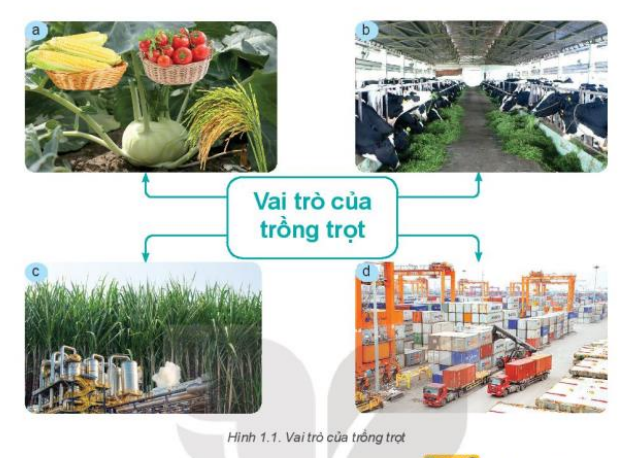 a
b
Vai trò của
trồng trọt
c
d
Hình 1.1. Vai trò của trồng trọt